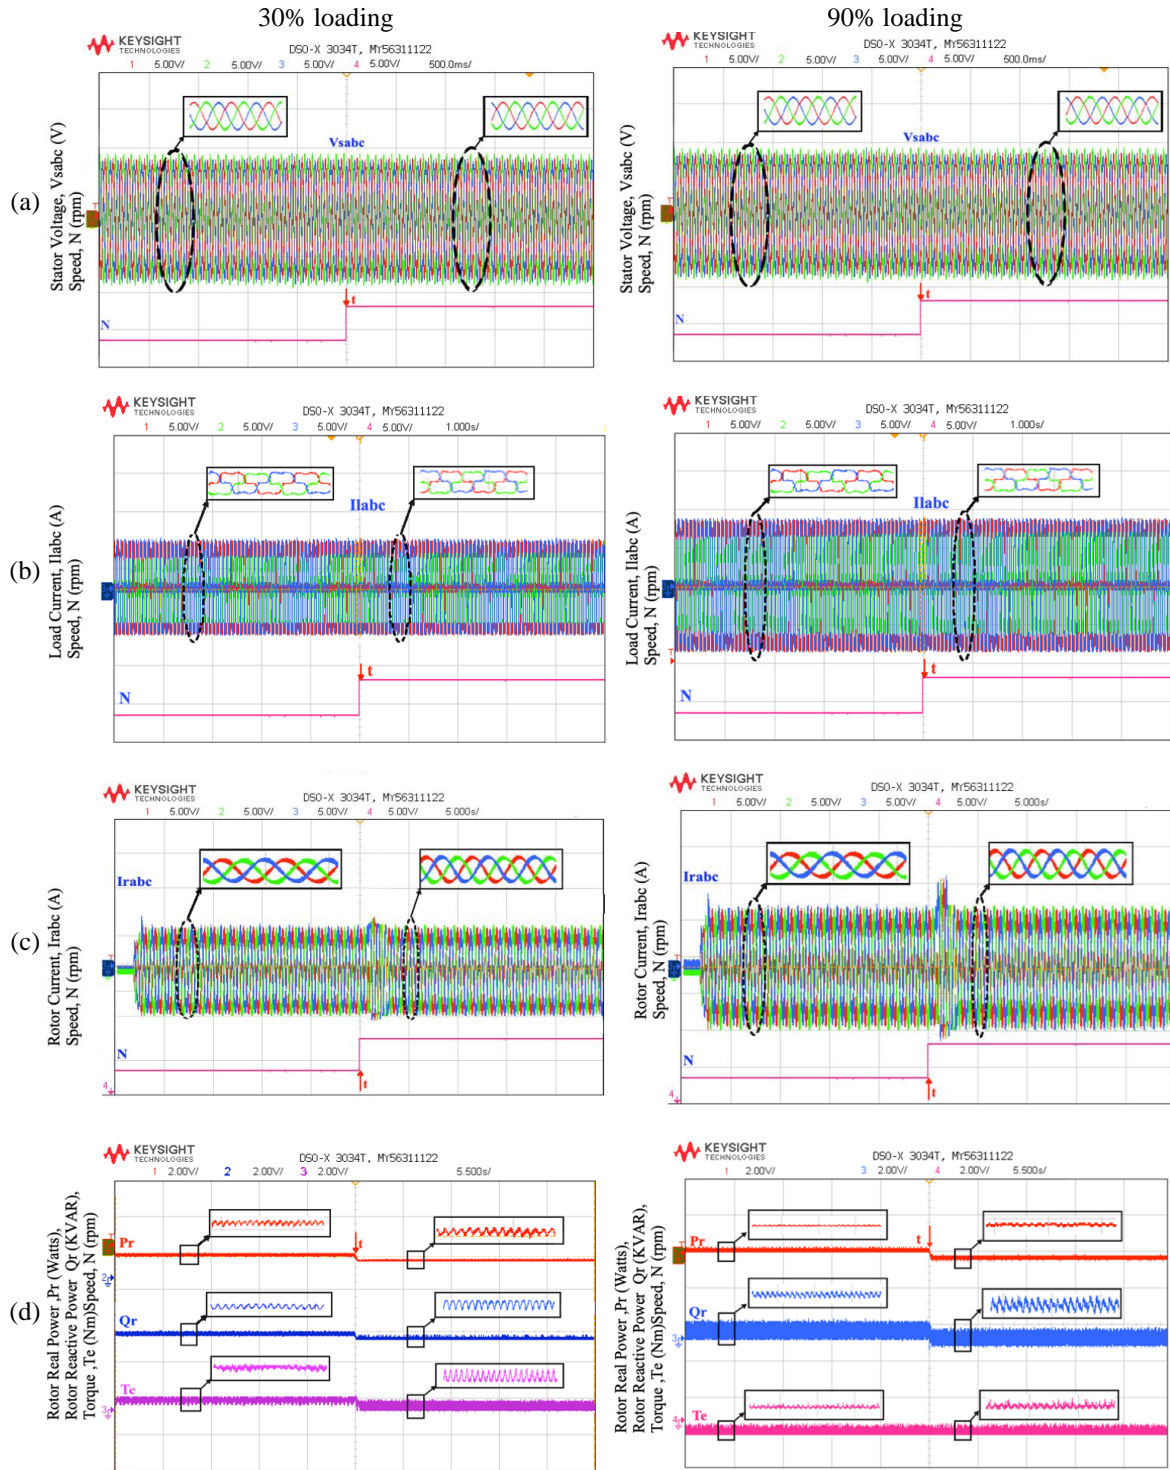 30% loading
90% loading
KEYSIGHT
TECHNOLOGIES
DSO-X 3034T, MY56311122
1 5.00V/ 2 5.00V/ 3 5.00V/ 4 5.00V/ 500.0ms/
Stator Voltage, Vsabc (V)
Speed, N (rpm)
Vsabc
t
N
KEYSIGHT
TECHNOLOGIES
DSO-X 3034T, MY56311122
1 5.00V/ 2 5.00V/ 3 5.00V/ 4 5.00V/ 500.0ms/
Stator Voltage, Vsabc (V)
Speed, N (rpm)
Vsabc
t
N
(a)
KEYSIGHT
TECHNOLOGIES
DSO-X 3034T, MY56311122
1 5.00V/ 2 5.00V/ 3 5.00V/ 4 5.00V/ 1.000s/
Load Current, Ilabc (A)
Speed, N (rpm)
Ilabc
t
N
KEYSIGHT
TECHNOLOGIES
DSO-X 3034T, MY56311122
1 5.00V/ 2 5.00V/ 3 5.00V/ 4 5.00V/ 1.000s/
Load Current, Ilabc (A)
Speed, N (rpm)
Ilabc
t
N
(b)
KEYSIGHT
TECHNOLOGIES
DSO-X 3034T, MY56311122
1 5.00V/ 2 5.00V/ 3 5.00V/ 4 5.00V/ 5.000s/
Rotor Current, Irabc (A)
Speed, N (rpm)
Irabc
N
t
4
KEYSIGHT
TECHNOLOGIES
DSO-X 3034T, MY56311122
1 5.00V/ 2 5.00V/ 3 5.00V/ 4 5.00V/ 5.000s/
Rotor Current, Irabc (A)
Speed, N (rpm)
Irabc
N
t
4
(c)
KEYSIGHT
TECHNOLOGIES
DSO-X 3034T, MY56311122
1 2.00V/ 2 2.00V/ 3 2.00V/ 5.500s/
Rotor Real Power ,Pr (Watts),
Rotor Reactive Power Qr (KVAR),
Torque ,Te (Nm)Speed, N (rpm)
Pr
t
2
Qr
Te
3
KEYSIGHT
TECHNOLOGIES
DSO-X 3034T, MY56311122
1 2.00V/ 3 2.00V/ 4 2.00V/ 5.500s/
Rotor Real Power ,Pr (Watts),
Rotor Reactive Power Qr (KVAR),
Torque ,Te (Nm)Speed, N (rpm)
Pr
t
Qr
3
4
Te
(d)